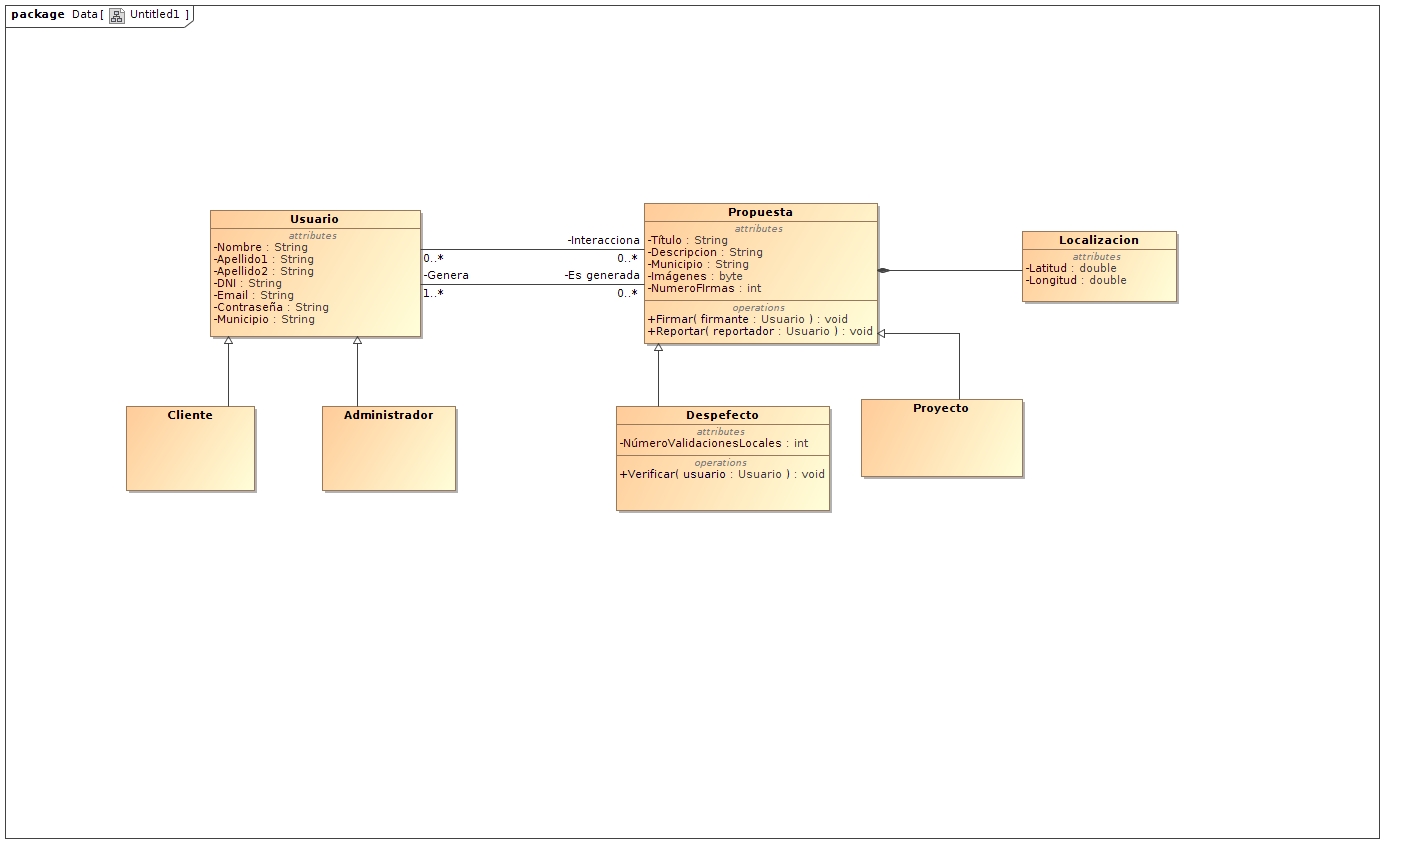 package Data [ Untitled1 ]
Usuario
attributes
-Nombre : String
-Apellido1 : String
-Apellido2 : String
-DNI : String
-Email : String
-Contraseña : String
-Municipio : String
-Interacciona
0..*
0..*
-Genera
-Es generada
1..*
0..*
Propuesta
attributes
-Título : String
-Descripcion : String
-Municipio : String
-Imágenes : byte
-NumeroFIrmas : int
operations
+Firmar( firmante : Usuario ) : void
+Reportar( reportador : Usuario ) : void
Localizacion
attributes
-Latitud : double
-Longitud : double
Cliente
Administrador
Despefecto
attributes
-NúmeroValidacionesLocales : int
operations
+Verificar( usuario : Usuario ) : void
Proyecto